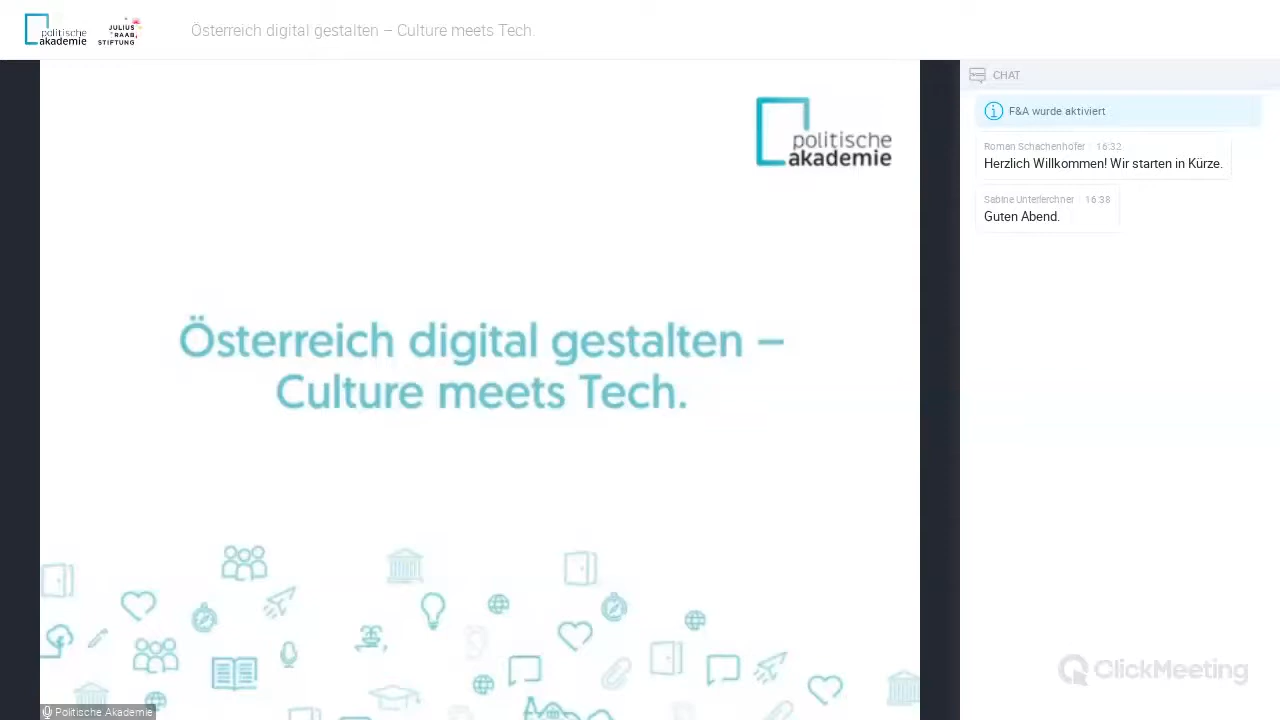 politische
akademie
JULIUS
RAAB
STIFTUNG
Österreich digital gestalten – Culture meets Tech.
CHAT
F&A wurde aktiviert
Roman Schachenhofer 16:32
Herzlich Willkommen! Wir starten in Kürze.
Sabine Unterlerchner 16:38
Guten Abend.
politische
akademie
Österreich digital gestalten –
Culture meets Tech.
ClickMeeting
Politische Akademie